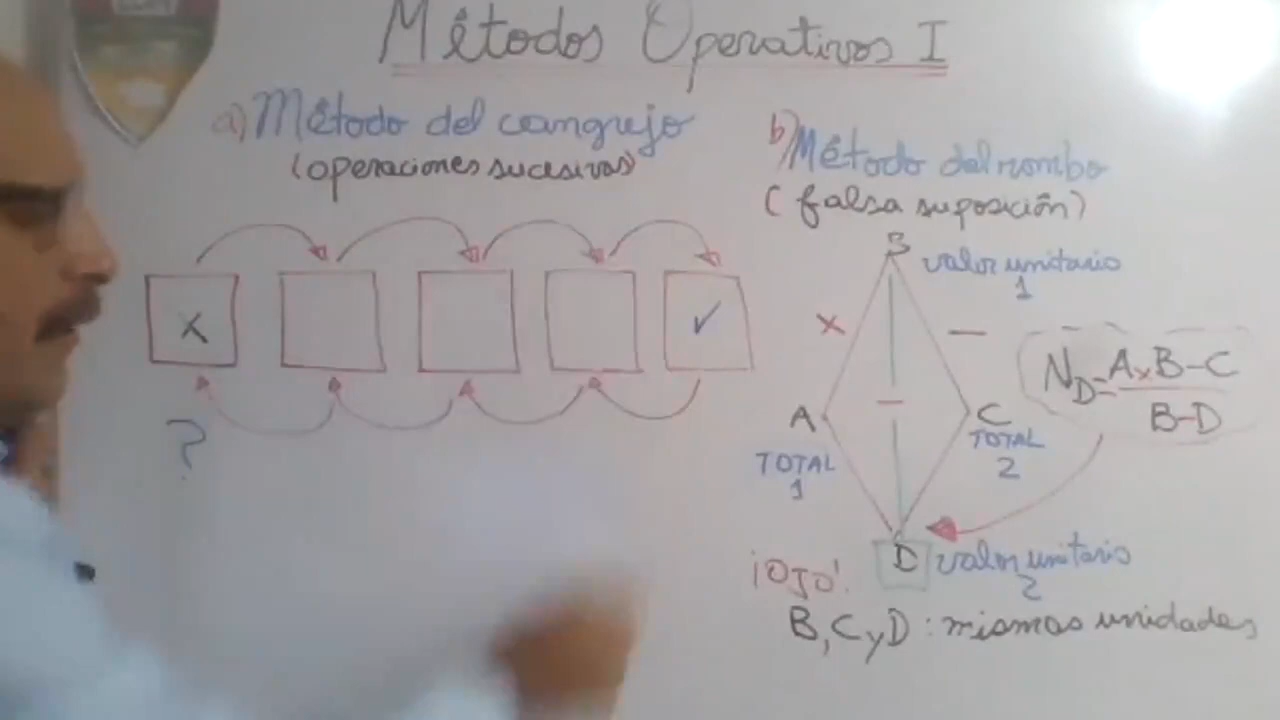 Métodos Operativos I
a) Método del cangrejo
(operaciones sucesivas)
x
✓
?
b) Método del rombo
(falsa suposición)
B valor unitario
1
x
—
—
A
TOTAL
1
C
TOTAL
2
N_D = A x B - C
B - D
¡OJO!
D valor unitario
2
B, C y D : mismas unidades